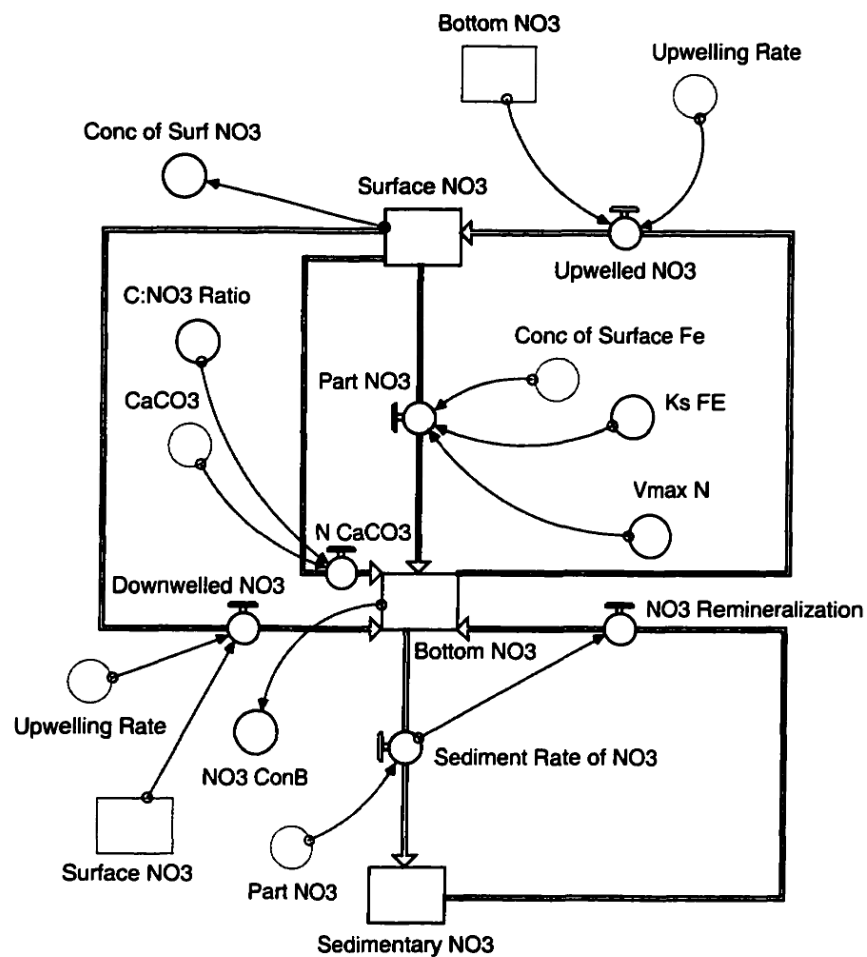 Bottom NO3
Upwelling Rate
Conc of Surf NO3
Surface NO3
Upwelled NO3
C:NO3 Ratio
Conc of Surface Fe
Part NO3
CaCO3
Ks FE
Vmax N
N CaCO3
Downwelled NO3
NO3 Remineralization
Bottom NO3
Upwelling Rate
NO3 ConB
Sediment Rate of NO3
Surface NO3
Part NO3
Sedimentary NO3